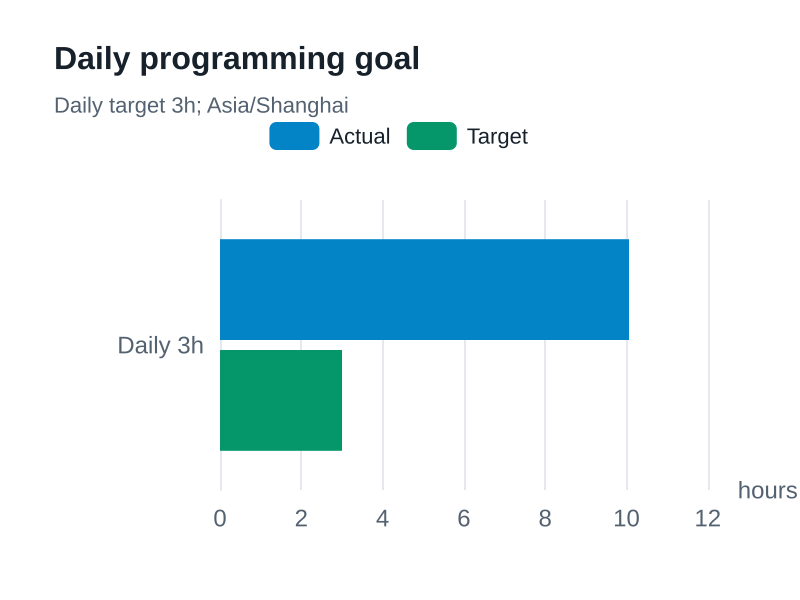 Daily programming goal
Daily target 3h; Asia/Shanghai
Actual Target
Daily 3h
hours
0 2 4 6 8 10 12